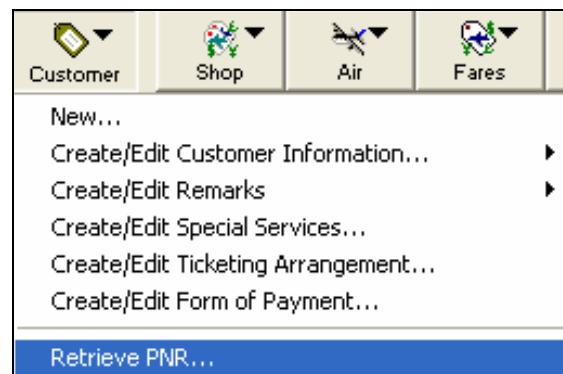 Customer Shop Air Fares
New...
Create/Edit Customer Information...
Create/Edit Remarks
Create/Edit Special Services...
Create/Edit Ticketing Arrangement...
Create/Edit Form of Payment...
Retrieve PNR...